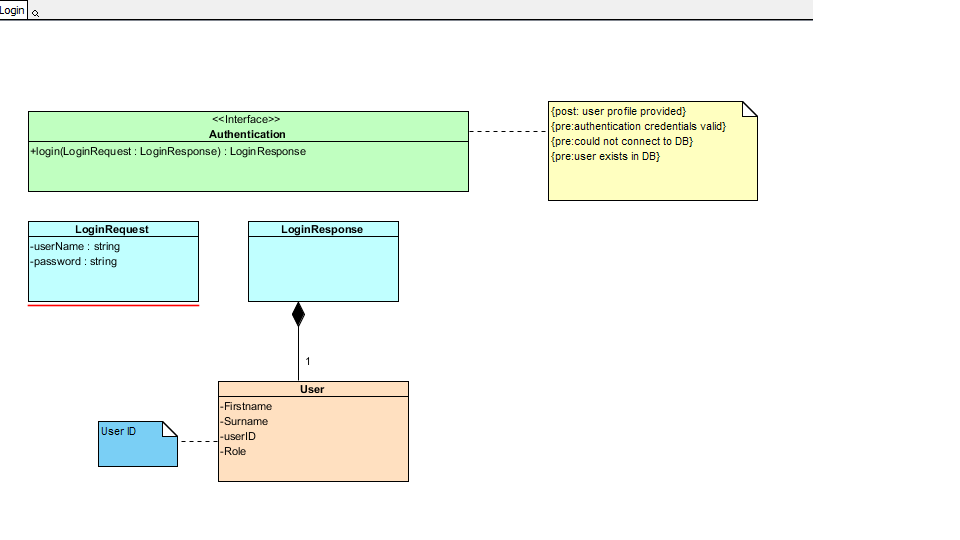 Login
<<Interface>>
Authentication
+login(LoginRequest : LoginResponse) : LoginResponse
{post: user profile provided}
{pre:authentication credentials valid}
{pre:could not connect to DB}
{pre:user exists in DB}
LoginRequest
-userName : string
-password : string
LoginResponse
1
User
-Firstname
-Surname
-userID
-Role
User ID